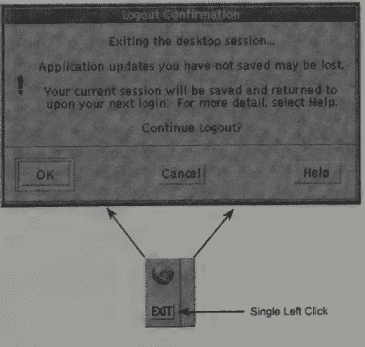 Logout Confirmation
Exiting the desktop session...
Application updates you have not saved may be lost.
Your current session will be saved and returned to
upon your next login. For more detail, select Help.
Continue Logout?
OK Cancel Help
EXIT
Single Left Click